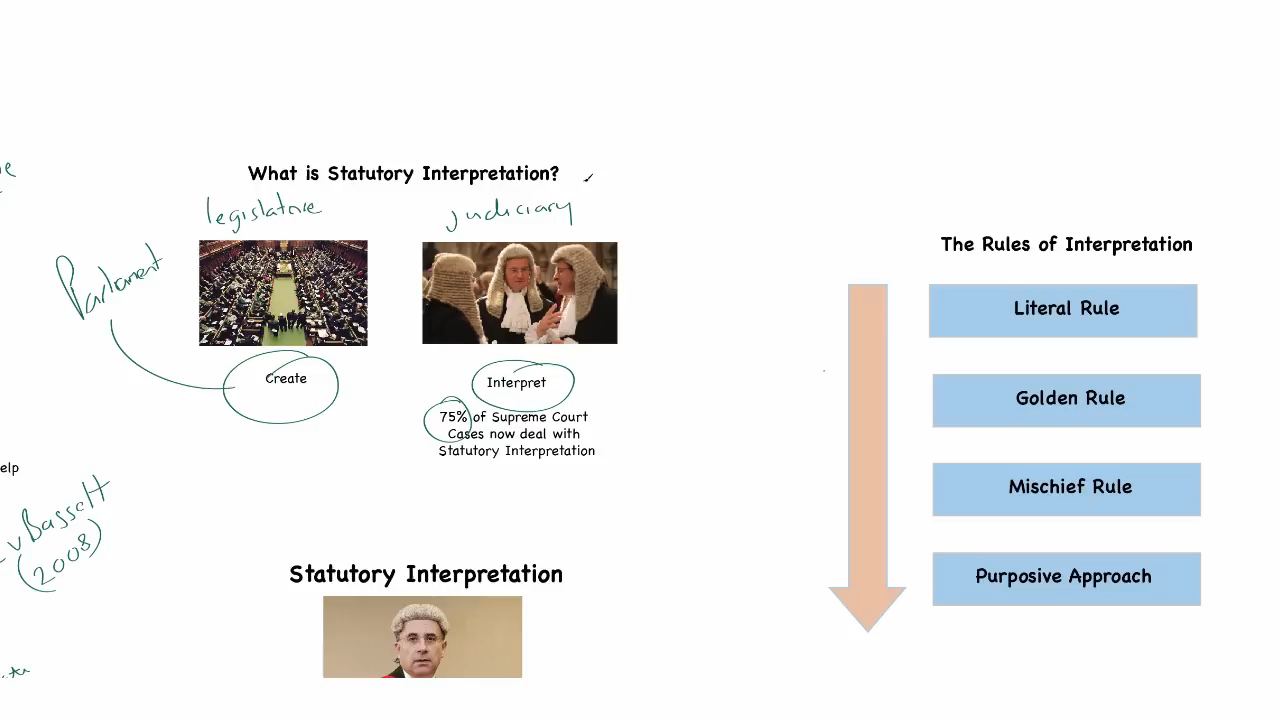 What is Statutory Interpretation?
legislature
judiciary
Parliament
Create
Interpret
75% of Supreme Court
Cases now deal with
Statutory Interpretation
elp
v Bassett
(2008)
Statutory Interpretation
The Rules of Interpretation
Literal Rule
Golden Rule
Mischief Rule
Purposive Approach